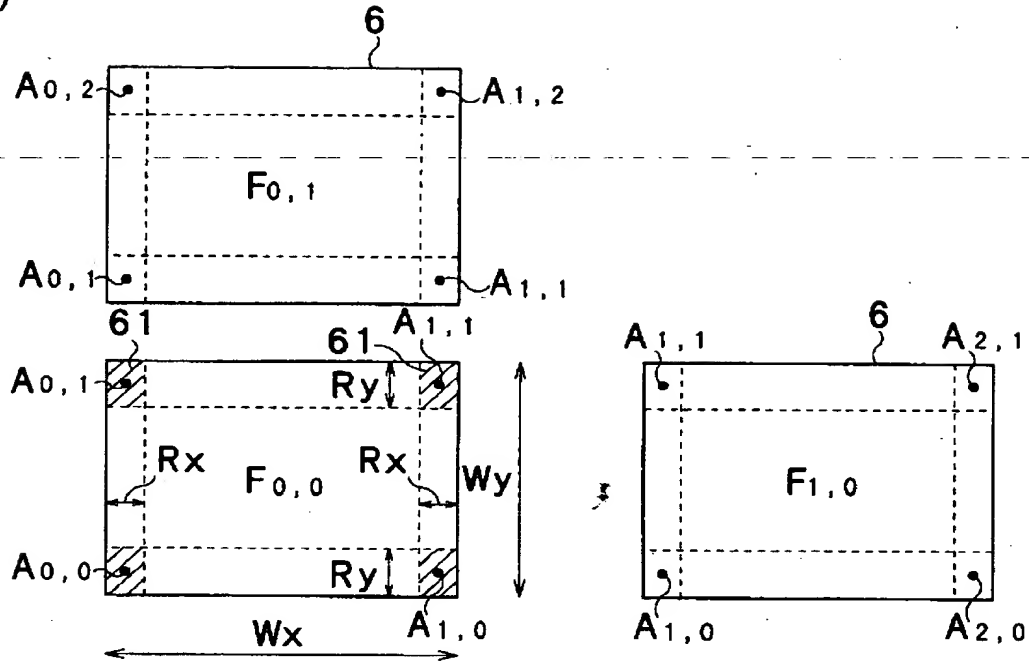 )
6
A0,2
A1,2
F0,1
A0,1
A1,1
61
61
A1,1
A0,1
Ry
Rx
F0,0
Rx
Wy
A0,0
Ry
A1,0
Wx
6
A1,1
A2,1
F1,0
A1,0
A2,0